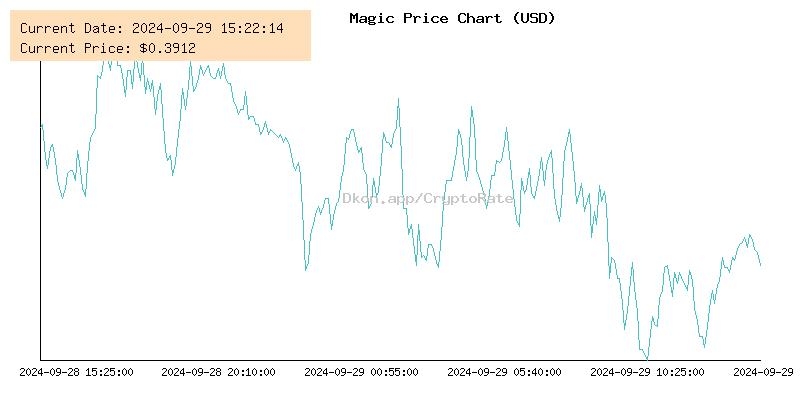 Magic Price Chart (USD)
Current Date: 2024-09-29 15:22:14
Current Price: $0.3912
Dkon.app/CryptoRate
2024-09-28 15:25:00 2024-09-28 20:10:00 2024-09-29 00:55:00 2024-09-29 05:40:00 2024-09-29 10:25:00 2024-09-29